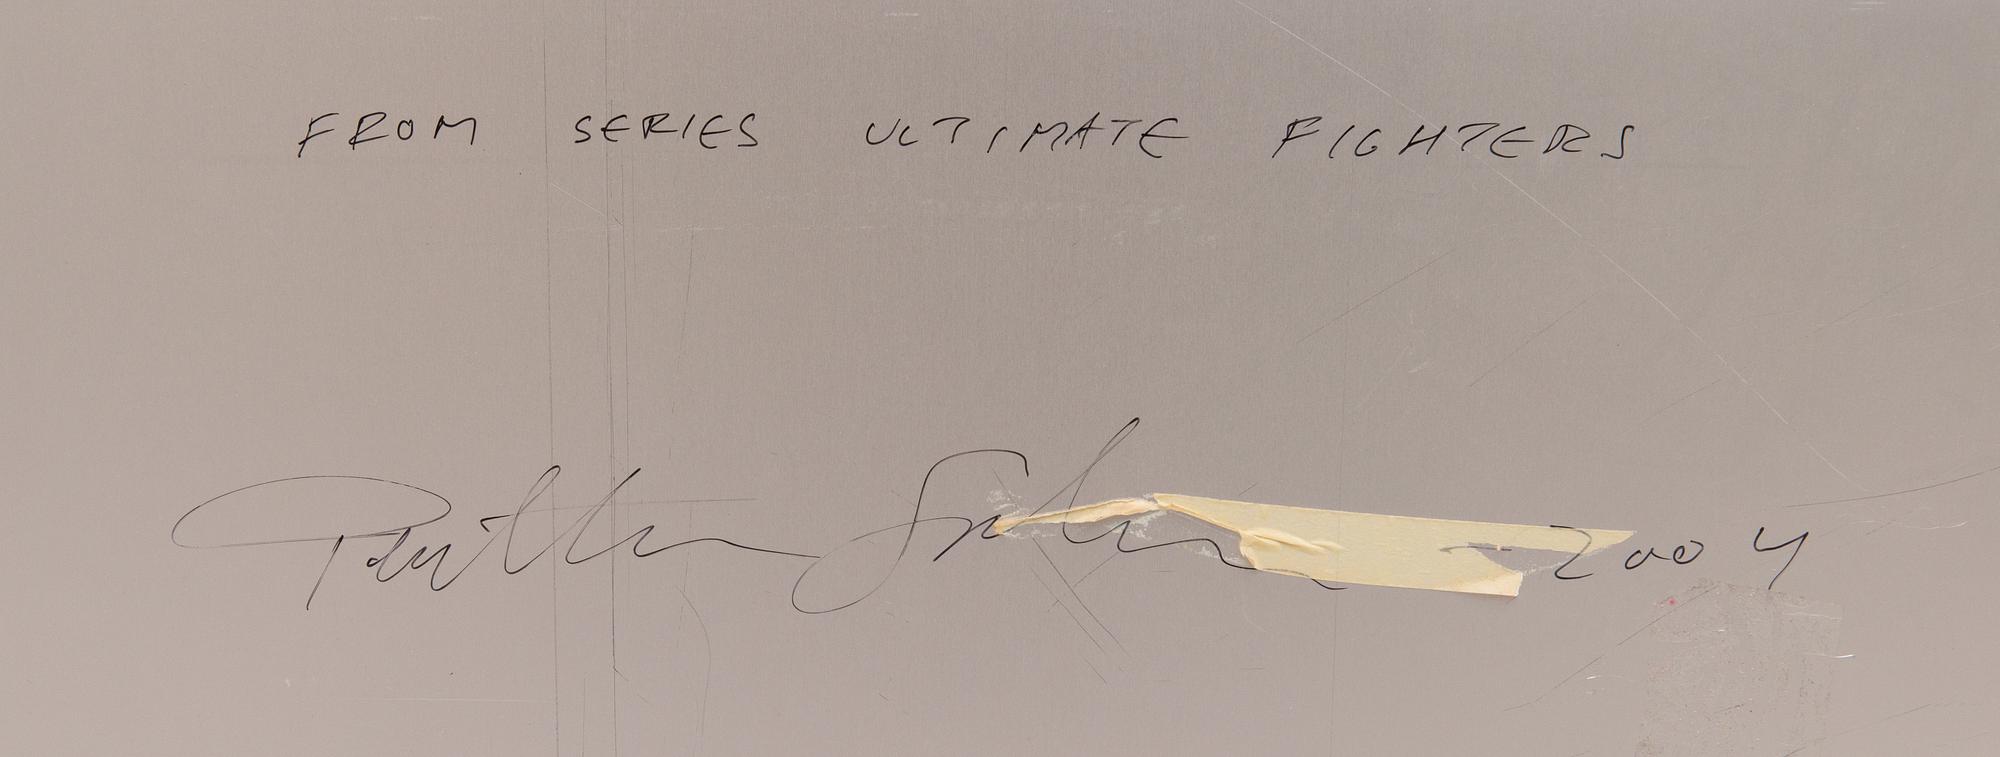 FROM SERIES ULTIMATE FIGHTERS
2004